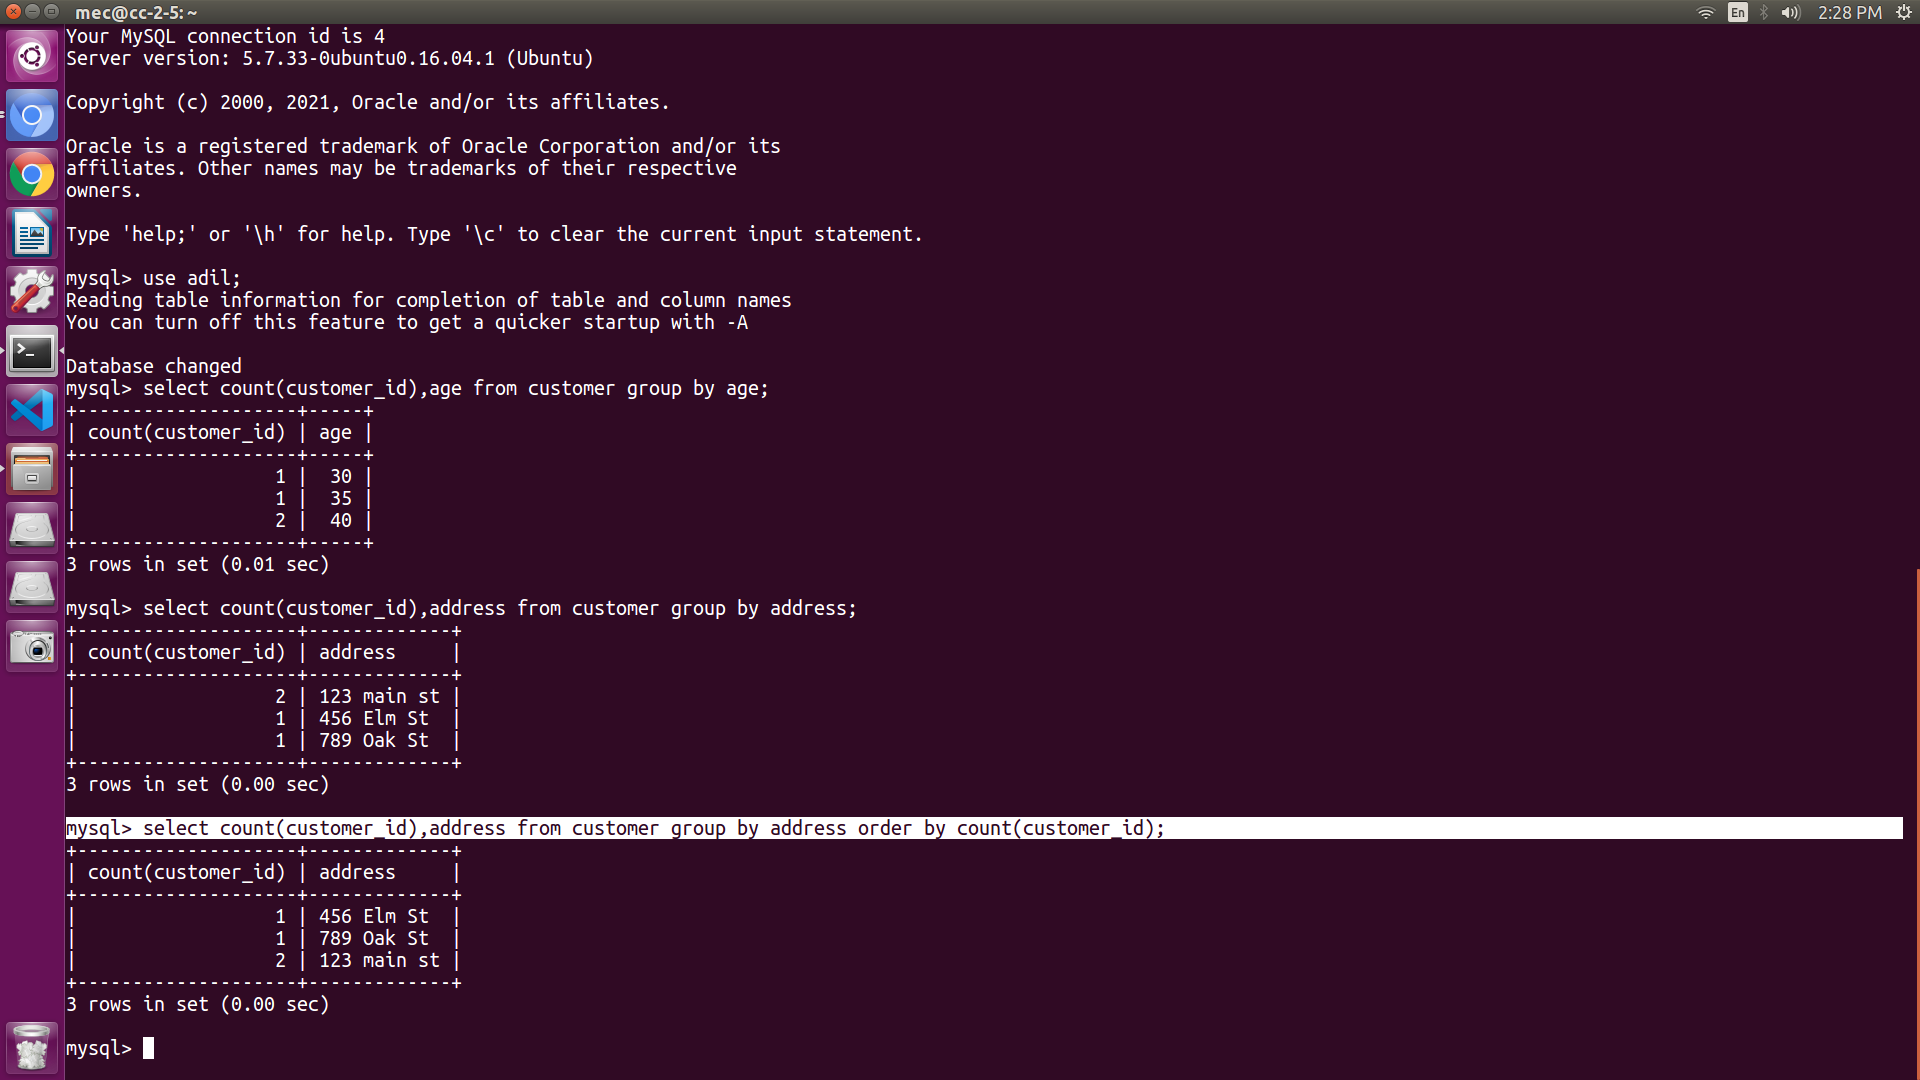 mec@cc-2-5: ~
En
2:28 PM
Your MySQL connection id is 4
Server version: 5.7.33-0ubuntu0.16.04.1 (Ubuntu)
Copyright (c) 2000, 2021, Oracle and/or its affiliates.
Oracle is a registered trademark of Oracle Corporation and/or its
affiliates. Other names may be trademarks of their respective
owners.
Type 'help;' or '\h' for help. Type '\c' to clear the current input statement.
mysql> use adil;
Reading table information for completion of table and column names
You can turn off this feature to get a quicker startup with -A
Database changed
mysql> select count(customer_id),age from customer group by age;
+--------------------+-----+
| count(customer_id) | age |
+--------------------+-----+
|                  1 |  30 |
|                  1 |  35 |
|                  2 |  40 |
+--------------------+-----+
3 rows in set (0.01 sec)
mysql> select count(customer_id),address from customer group by address;
+--------------------+-------------+
| count(customer_id) | address     |
+--------------------+-------------+
|                  2 | 123 main st |
|                  1 | 456 Elm St  |
|                  1 | 789 Oak St  |
+--------------------+-------------+
3 rows in set (0.00 sec)
mysql> select count(customer_id),address from customer group by address order by count(customer_id);
+--------------------+-------------+
| count(customer_id) | address     |
+--------------------+-------------+
|                  1 | 456 Elm St  |
|                  1 | 789 Oak St  |
|                  2 | 123 main st |
+--------------------+-------------+
3 rows in set (0.00 sec)
mysql>